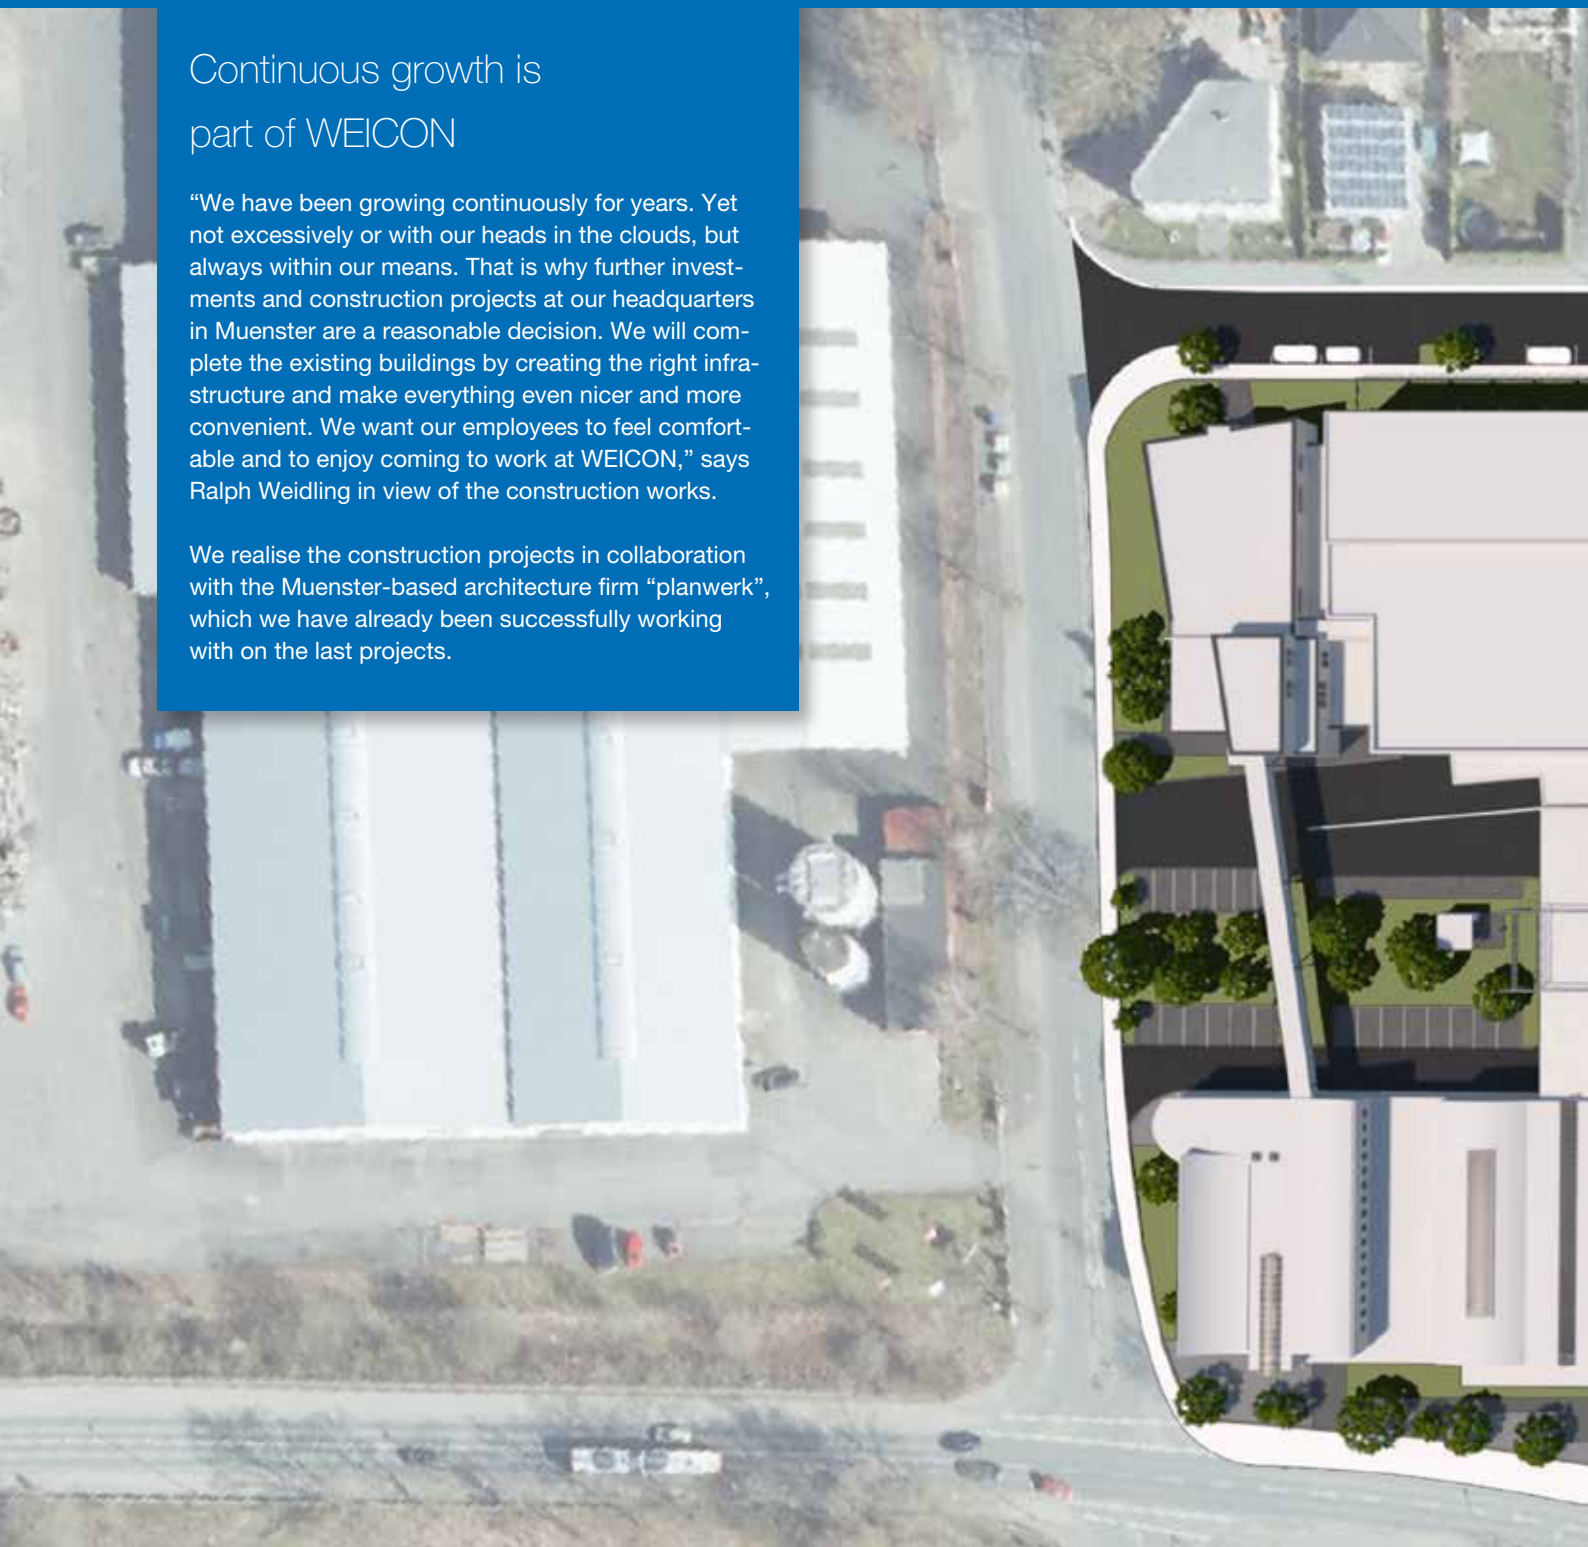 Continuous growth is
part of WEICON
“We have been growing continuously for years. Yet
not excessively or with our heads in the clouds, but
always within our means. That is why further invest-
ments and construction projects at our headquarters
in Muenster are a reasonable decision. We will com-
plete the existing buildings by creating the right infra-
structure and make everything even nicer and more
convenient. We want our employees to feel comfort-
able and to enjoy coming to work at WEICON,” says
Ralph Weidling in view of the construction works.
We realise the construction projects in collaboration
with the Muenster-based architecture firm “planwerk”,
which we have already been successfully working
with on the last projects.